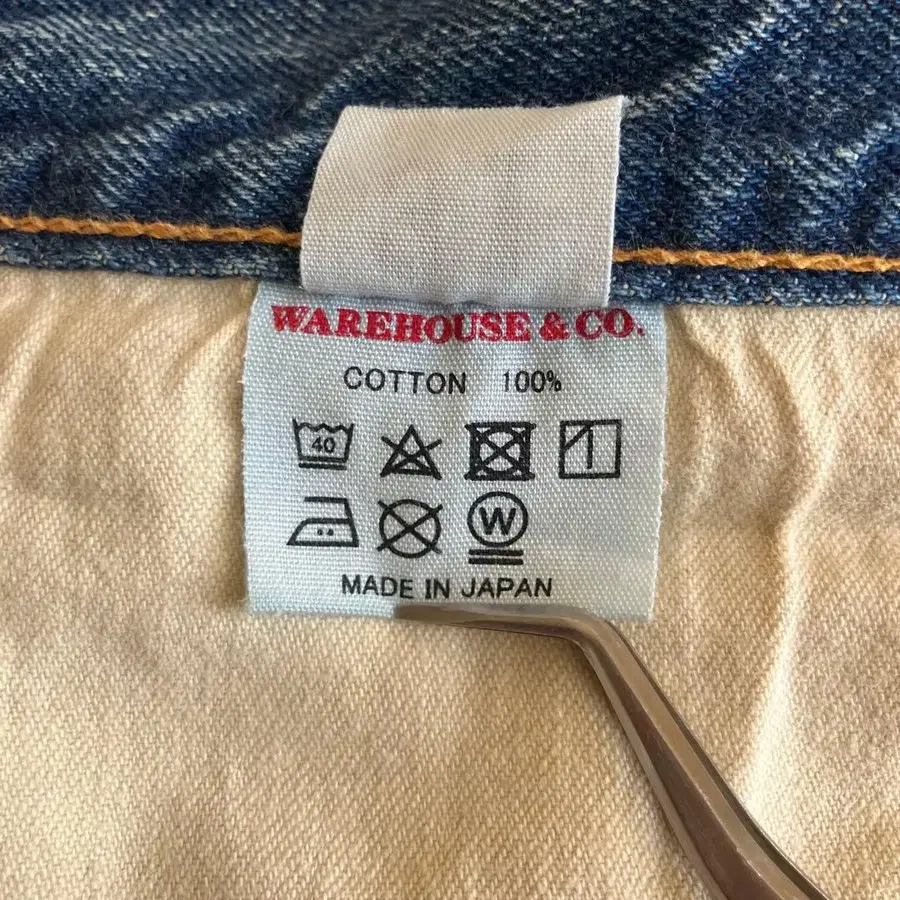 WAREHOUSE & CO.
COTTON 100%
40
W
MADE IN JAPAN